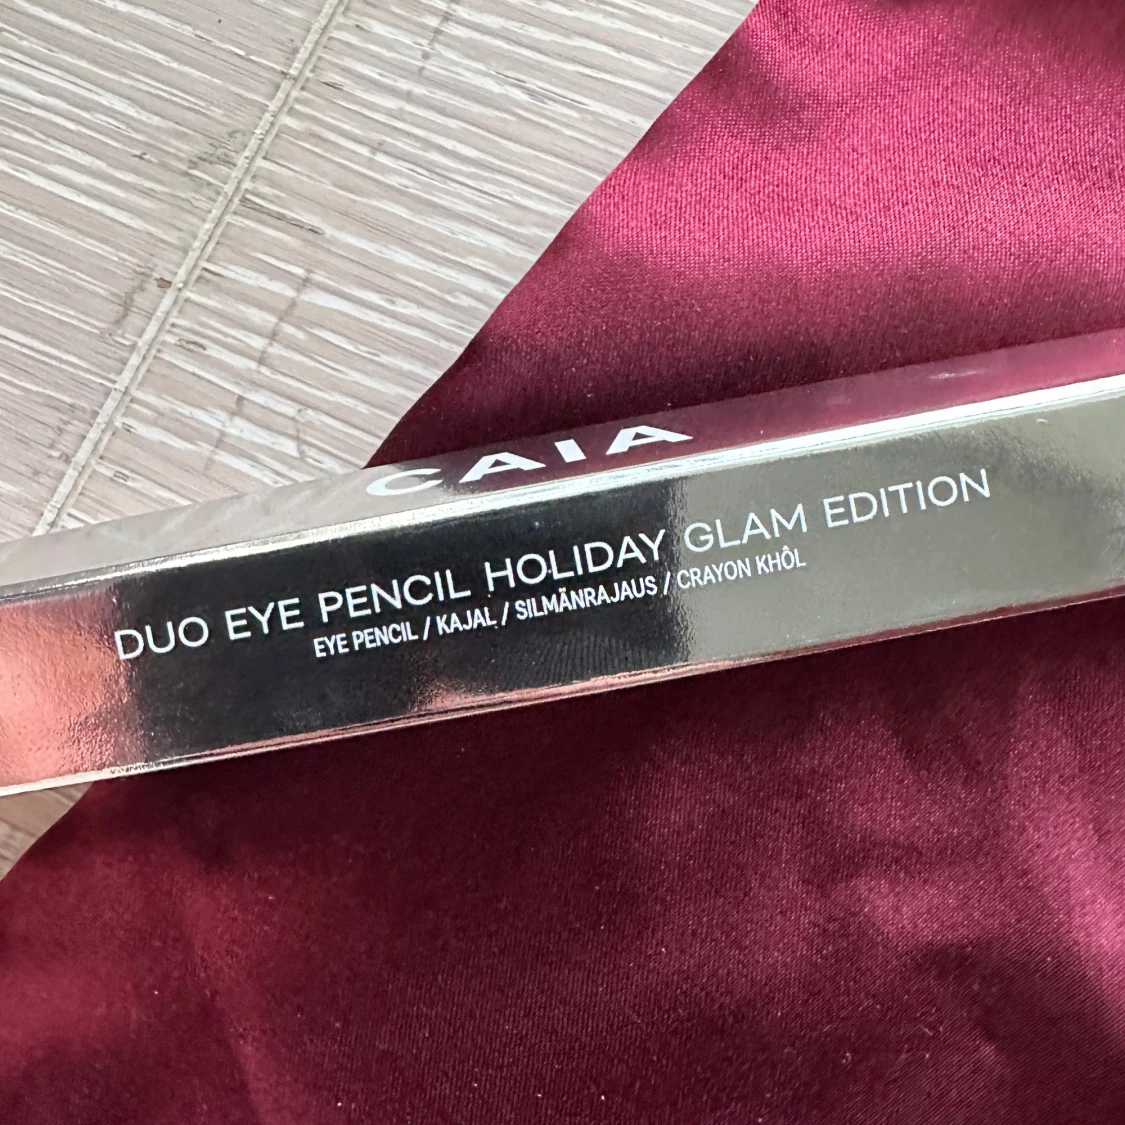 CAIA
DUO EYE PENCIL HOLIDAY GLAM EDITION
EYE PENCIL / KAJAL / SILMÄNRAJAUS / CRAYON KHÔL